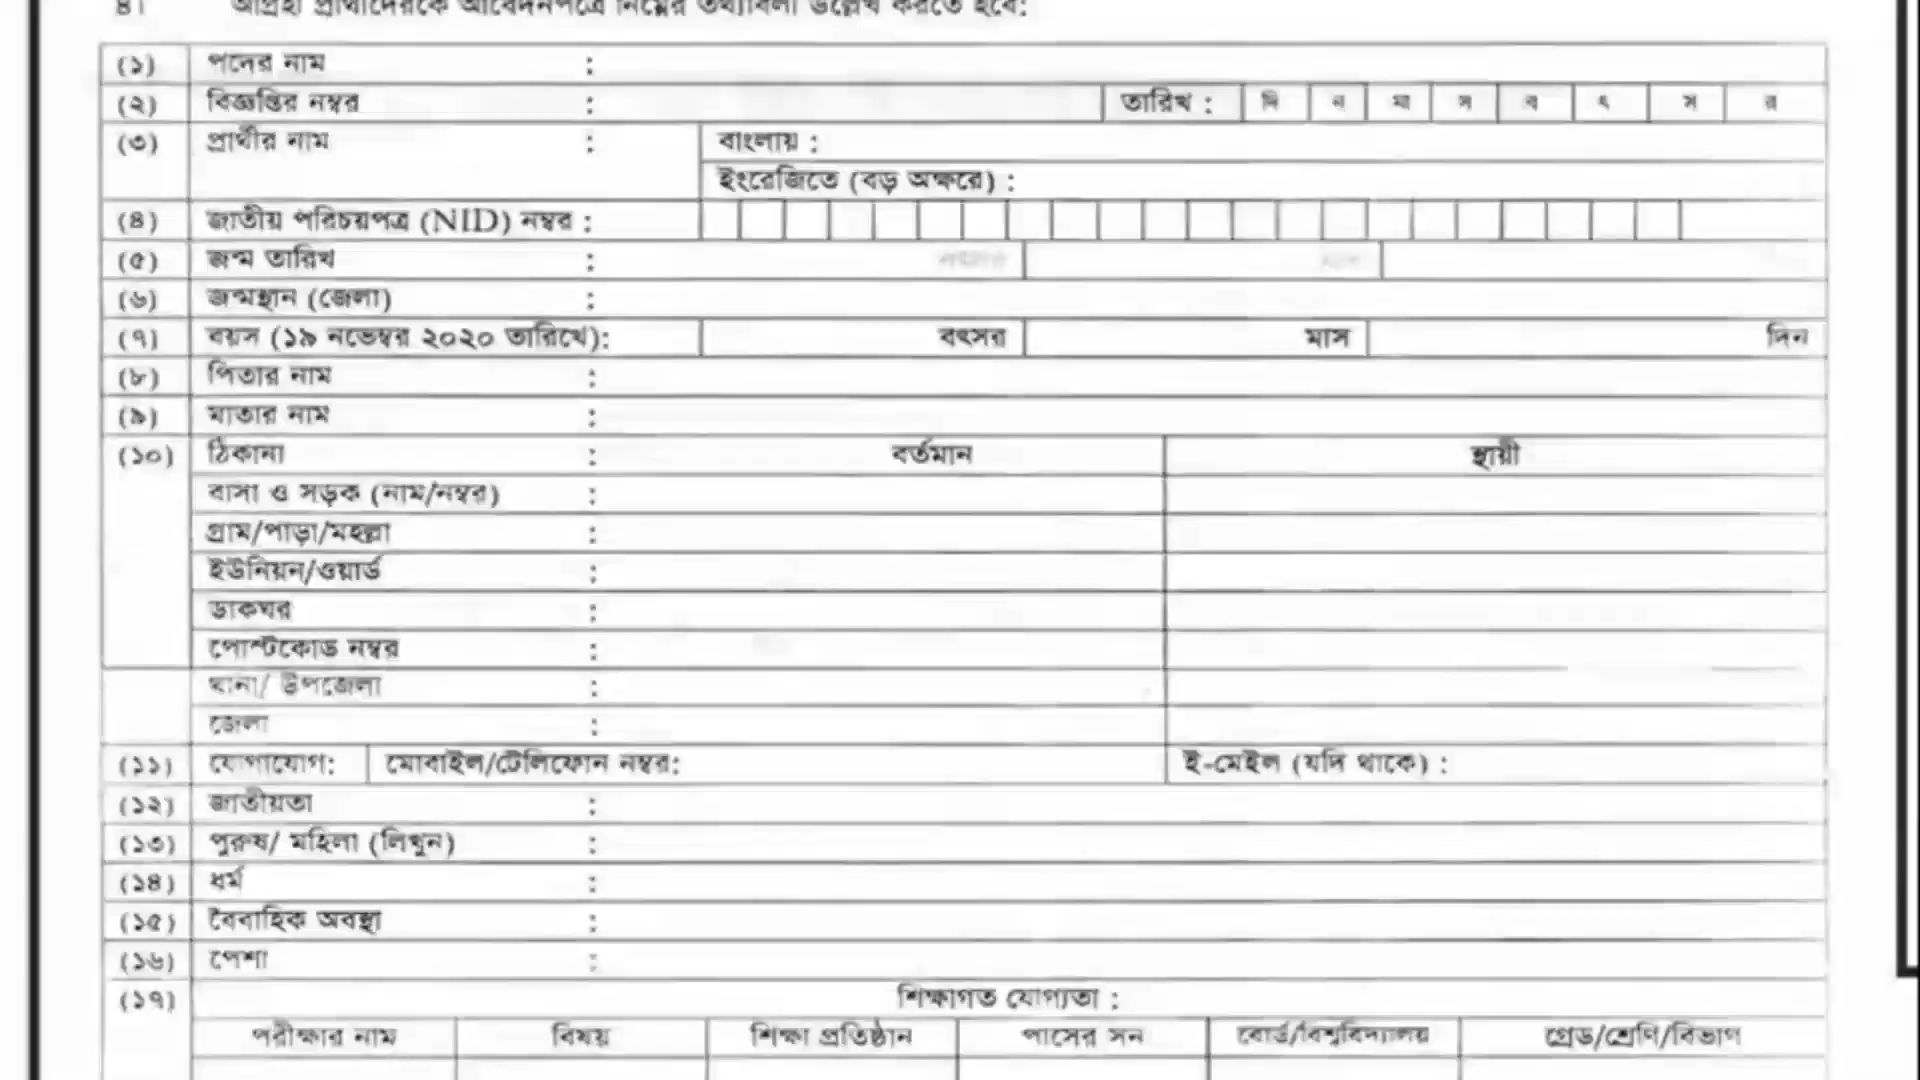 ৪। আগ্রহী প্রার্থীদেরকে আবেদনপত্রে নিম্নের তথ্যাবলী উল্লেখ করতে হবে:
(১) পদের নাম :
(২) বিজ্ঞপ্তির নম্বর : তারিখ : দি ন মা স ব ৎ স র
(৩) প্রার্থীর নাম : বাংলায় :
ইংরেজিতে (বড় অক্ষরে) :
(৪) জাতীয় পরিচয়পত্র (NID) নম্বর :
(৫) জন্ম তারিখ :
(৬) জন্মস্থান (জেলা) :
(৭) বয়স (১৯ নভেম্বর ২০২০ তারিখে): বৎসর মাস দিন
(৮) পিতার নাম :
(৯) মাতার নাম :
(১০) ঠিকানা : বর্তমান স্থায়ী
বাসা ও সড়ক (নাম/নম্বর) :
গ্রাম/পাড়া/মহল্লা :
ইউনিয়ন/ওয়ার্ড :
ডাকঘর :
পোস্টকোড নম্বর :
থানা/ উপজেলা :
জেলা :
(১১) যোগাযোগ: মোবাইল/টেলিফোন নম্বর: ই-মেইল (যদি থাকে) :
(১২) জাতীয়তা :
(১৩) পুরুষ/ মহিলা (লিখুন) :
(১৪) ধর্ম :
(১৫) বৈবাহিক অবস্থা :
(১৬) পেশা :
(১৭) শিক্ষাগত যোগ্যতা :
পরীক্ষার নাম বিষয় শিক্ষা প্রতিষ্ঠান পাসের সন বোর্ড/বিশ্ববিদ্যালয় গ্রেড/শ্রেণি/বিভাগ